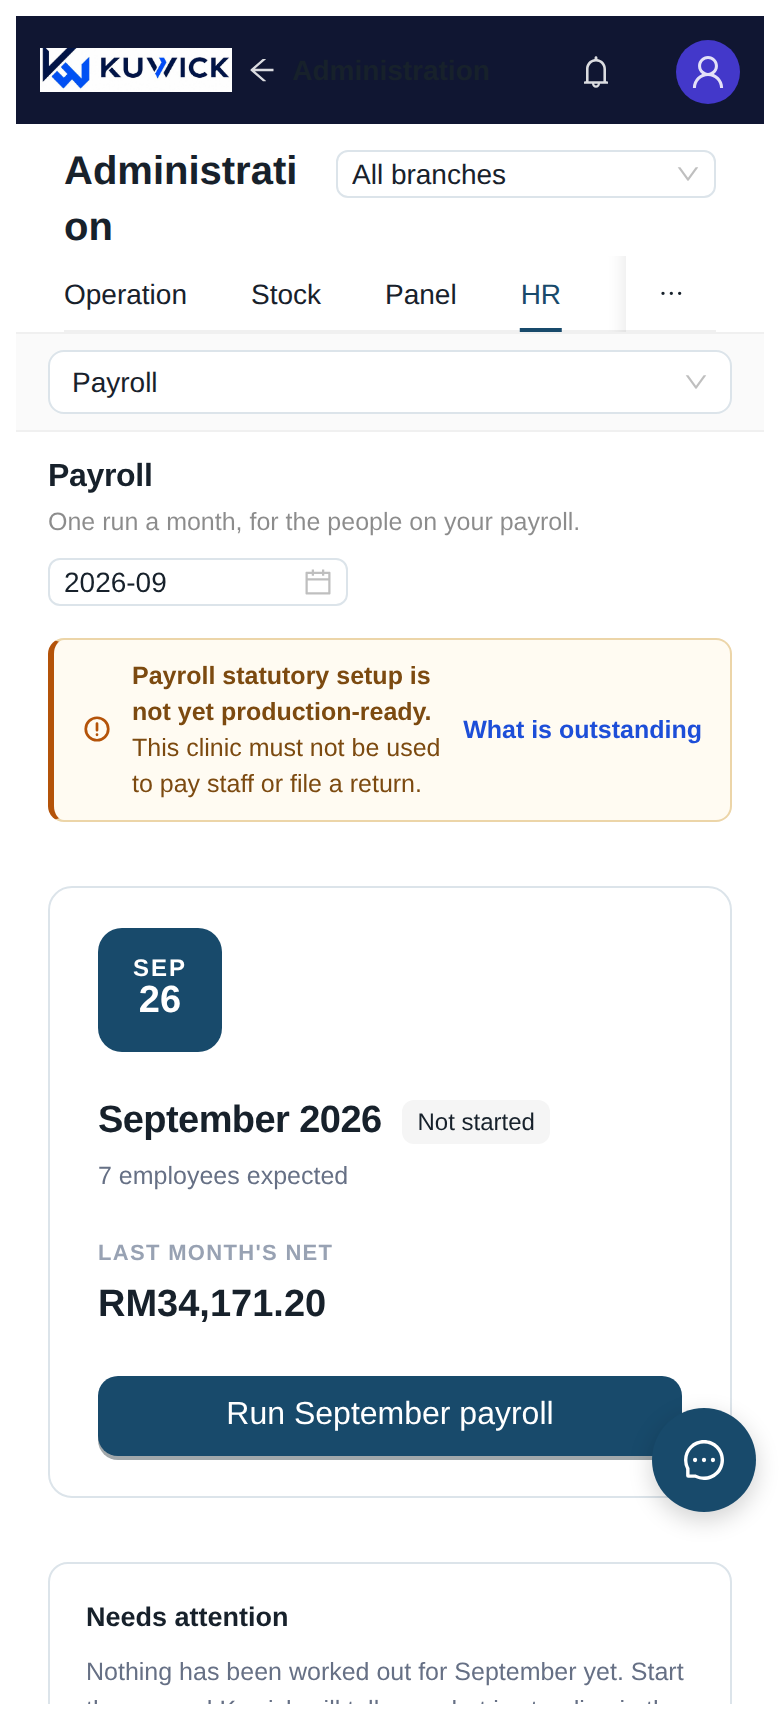 KUWICK
Administration
Administrati
on
All branches
Operation Stock Panel HR ...
Payroll
Payroll
One run a month, for the people on your payroll.
2026-09
Payroll statutory setup is
not yet production-ready.
This clinic must not be used
to pay staff or file a return.
What is outstanding
SEP
26
September 2026 Not started
7 employees expected
LAST MONTH'S NET
RM34,171.20
Run September payroll
Needs attention
Nothing has been worked out for September yet. Start